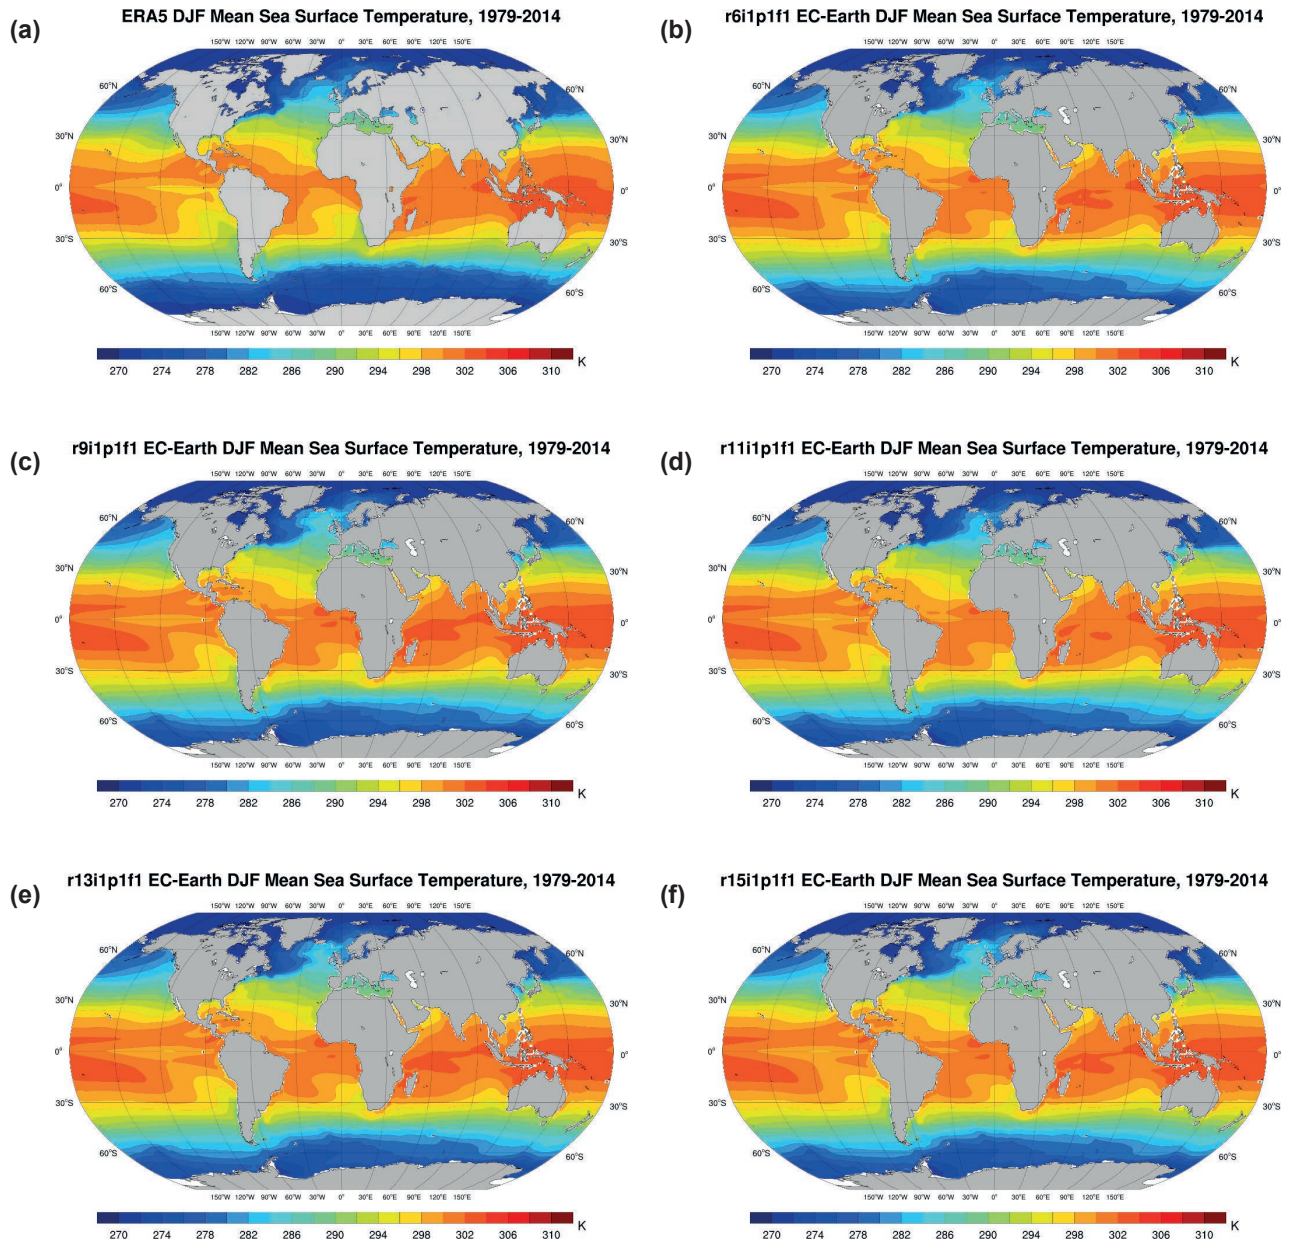 (a) ERA5 DJF Mean Sea Surface Temperature, 1979-2014
150°W 120°W 90°W 60°W 30°W 0° 30°E 60°E 90°E 120°E 150°E
60°N 60°N
30°N 30°N
0° 0°
30°S 30°S
60°S 60°S
150°W 120°W 90°W 60°W 30°W 0° 30°E 60°E 90°E 120°E 150°E
270 274 278 282 286 290 294 298 302 306 310 K
(b) r6i1p1f1 EC-Earth DJF Mean Sea Surface Temperature, 1979-2014
150°W 120°W 90°W 60°W 30°W 0° 30°E 60°E 90°E 120°E 150°E
60°N 60°N
30°N 30°N
0° 0°
30°S 30°S
60°S 60°S
150°W 120°W 90°W 60°W 30°W 0° 30°E 60°E 90°E 120°E 150°E
270 274 278 282 286 290 294 298 302 306 310 K
(c) r9i1p1f1 EC-Earth DJF Mean Sea Surface Temperature, 1979-2014
150°W 120°W 90°W 60°W 30°W 0° 30°E 60°E 90°E 120°E 150°E
60°N 60°N
30°N 30°N
0° 0°
30°S 30°S
60°S 60°S
150°W 120°W 90°W 60°W 30°W 0° 30°E 60°E 90°E 120°E 150°E
270 274 278 282 286 290 294 298 302 306 310 K
(d) r11i1p1f1 EC-Earth DJF Mean Sea Surface Temperature, 1979-2014
150°W 120°W 90°W 60°W 30°W 0° 30°E 60°E 90°E 120°E 150°E
60°N 60°N
30°N 30°N
0° 0°
30°S 30°S
60°S 60°S
150°W 120°W 90°W 60°W 30°W 0° 30°E 60°E 90°E 120°E 150°E
270 274 278 282 286 290 294 298 302 306 310 K
(e) r13i1p1f1 EC-Earth DJF Mean Sea Surface Temperature, 1979-2014
150°W 120°W 90°W 60°W 30°W 0° 30°E 60°E 90°E 120°E 150°E
60°N 60°N
30°N 30°N
0° 0°
30°S 30°S
60°S 60°S
150°W 120°W 90°W 60°W 30°W 0° 30°E 60°E 90°E 120°E 150°E
270 274 278 282 286 290 294 298 302 306 310 K
(f) r15i1p1f1 EC-Earth DJF Mean Sea Surface Temperature, 1979-2014
150°W 120°W 90°W 60°W 30°W 0° 30°E 60°E 90°E 120°E 150°E
60°N 60°N
30°N 30°N
0° 0°
30°S 30°S
60°S 60°S
150°W 120°W 90°W 60°W 30°W 0° 30°E 60°E 90°E 120°E 150°E
270 274 278 282 286 290 294 298 302 306 310 K